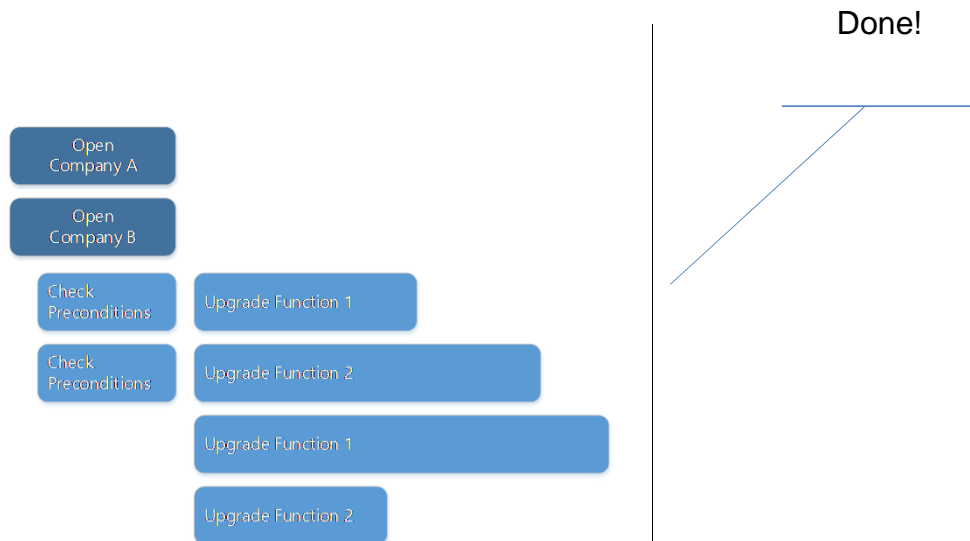 Done!
Open
Company A
Open
Company B
Check
Preconditions
Upgrade Function 1
Check
Preconditions
Upgrade Function 2
Upgrade Function 1
Upgrade Function 2